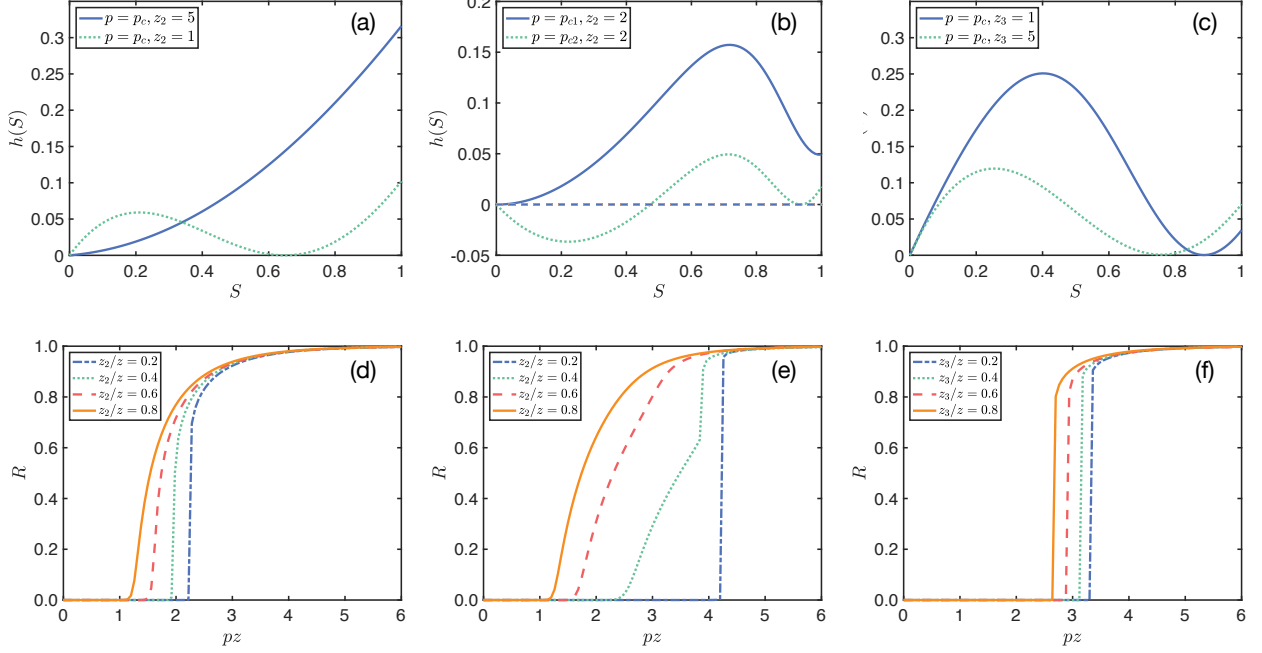 (a)
p = p_c, z_2 = 5
p = p_c, z_2 = 1
0.3
0.25
0.2
0.15
0.1
0.05
0
h(S)
0 0.2 0.4 0.6 0.8 1
S
(b)
p = p_{c1}, z_2 = 2
p = p_{c2}, z_2 = 2
0.2
0.15
0.1
0.05
0
-0.05
h(S)
0 0.2 0.4 0.6 0.8 1
S
(c)
p = p_c, z_3 = 1
p = p_c, z_3 = 5
0.3
0.25
0.2
0.15
0.1
0.05
0
0 0.2 0.4 0.6 0.8 1
S
(d)
z_2/z = 0.2
z_2/z = 0.4
z_2/z = 0.6
z_2/z = 0.8
1.0
0.8
0.6
0.4
0.2
0.0
R
0 1 2 3 4 5 6
pz
(e)
z_2/z = 0.2
z_2/z = 0.4
z_2/z = 0.6
z_2/z = 0.8
1.0
0.8
0.6
0.4
0.2
0.0
R
0 1 2 3 4 5 6
pz
(f)
z_3/z = 0.2
z_3/z = 0.4
z_3/z = 0.6
z_3/z = 0.8
1.0
0.8
0.6
0.4
0.2
0.0
R
0 1 2 3 4 5 6
pz